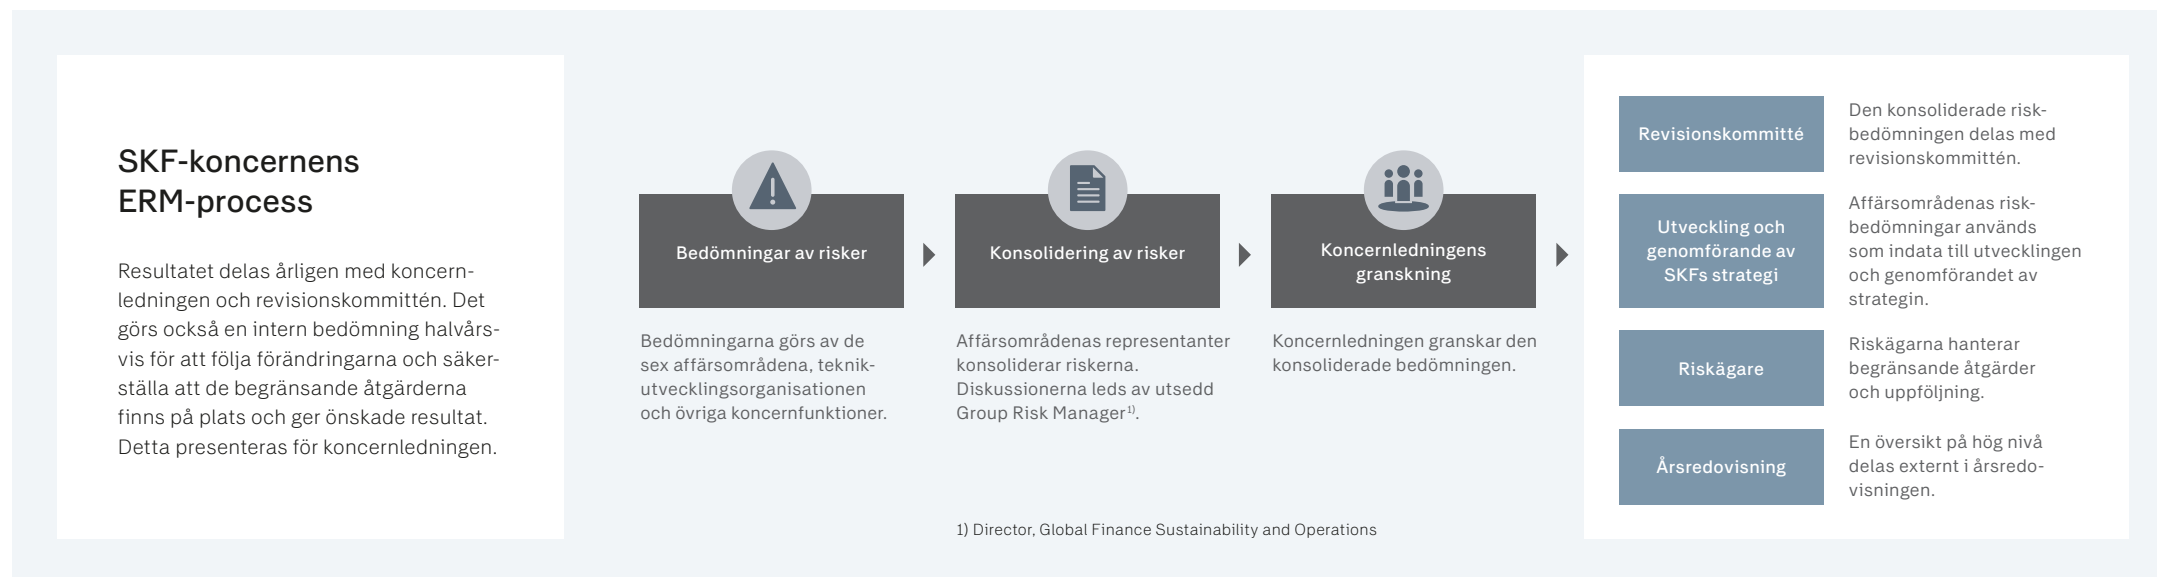 SKF-koncernens
ERM-process
Resultatet delas årligen med koncern-
ledningen och revisionskommittén. Det
görs också en intern bedömning halvårs-
vis för att följa förändringarna och säker-
ställa att de begränsande åtgärderna
finns på plats och ger önskade resultat.
Detta presenteras för koncernledningen.
Bedömningar av risker
Bedömningarna görs av de
sex affärsområdena, teknik-
utvecklingsorganisationen
och övriga koncernfunktioner.
Konsolidering av risker
Affärsområdenas representanter
konsoliderar riskerna.
Diskussionerna leds av utsedd
Group Risk Manager¹⁾.
Koncernledningens
granskning
Koncernledningen granskar den
konsoliderade bedömningen.
1) Director, Global Finance Sustainability and Operations
Revisionskommitté
Den konsoliderade risk-
bedömningen delas med
revisionskommittén.
Utveckling och
genomförande av
SKFs strategi
Affärsområdenas risk-
bedömningar används
som indata till utvecklingen
och genomförandet av
strategin.
Riskägare
Riskägarna hanterar
begränsande åtgärder
och uppföljning.
Årsredovisning
En översikt på hög nivå
delas externt i årsredo-
visningen.